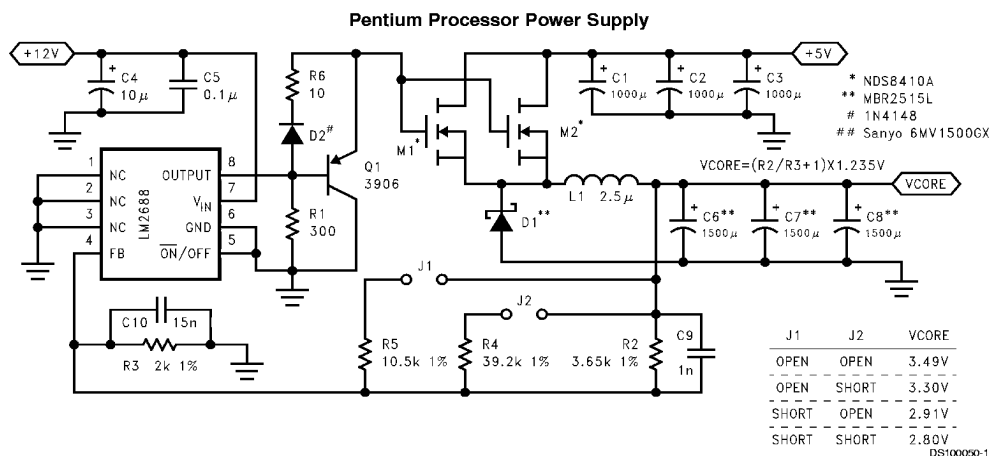 Pentium Processor Power Supply
+12V
+5V
C4
10μ
C5
0.1μ
R6
10
D2#
Q1
3906
M1*
M2*
C1
1000μ
C2
1000μ
C3
1000μ
* NDS8410A
** MBR2515L
# 1N4148
## Sanyo 6MV1500GX
VCORE=(R2/R3+1)X1.235V
VCORE
1 NC OUTPUT 8
2 NC VIN 7
3 NC GND 6
4 FB ON/OFF 5
LM2688
R1
300
L1 2.5μ
D1**
C6**
1500μ
C7**
1500μ
C8**
1500μ
J1
J2
C10 15n
R3 2k 1%
R5
10.5k 1%
R4
39.2k 1%
R2
3.65k 1%
C9
1n
J1 J2 VCORE
OPEN OPEN 3.49V
OPEN SHORT 3.30V
SHORT OPEN 2.91V
SHORT SHORT 2.80V
DS100050-1